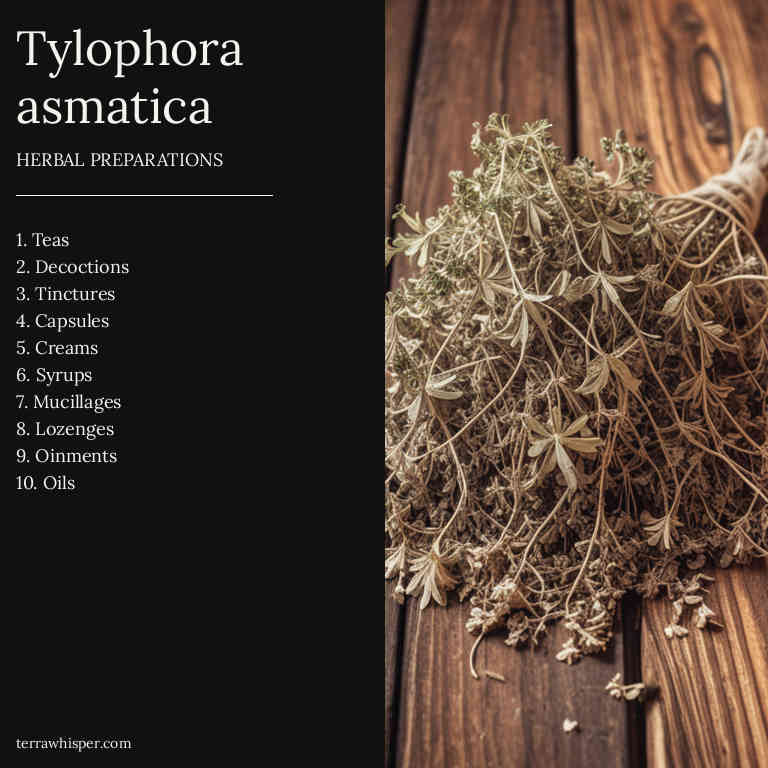 Tylophora
asmatica
HERBAL PREPARATIONS
1. Teas
2. Decoctions
3. Tinctures
4. Capsules
5. Creams
6. Syrups
7. Mucillages
8. Lozenges
9. Oinments
10. Oils
terrawhisper.com